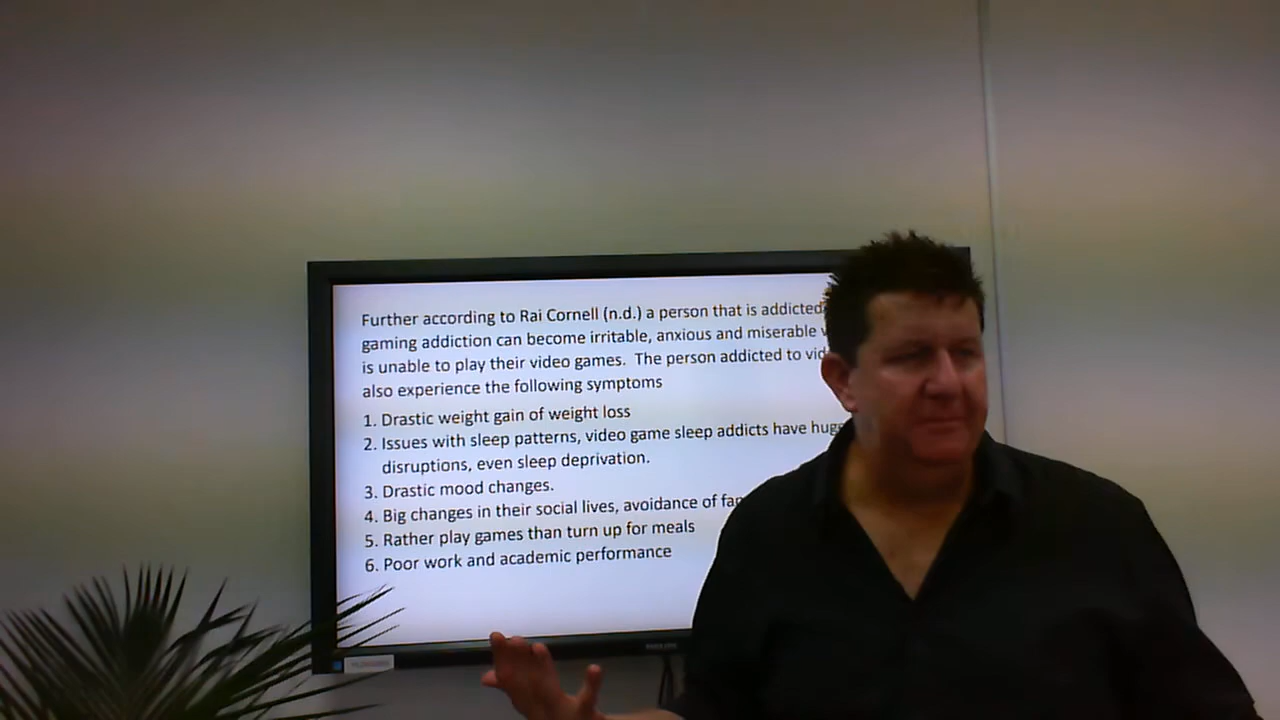 Further according to Rai Cornell (n.d.) a person that is addicted
gaming addiction can become irritable, anxious and miserable
is unable to play their video games. The person addicted to
also experience the following symptoms
1. Drastic weight gain of weight loss
2. Issues with sleep patterns, video game sleep addicts have
disruptions, even sleep deprivation.
3. Drastic mood changes.
4. Big changes in their social lives, avoidance of
5. Rather play games than turn up for meals
6. Poor work and academic performance